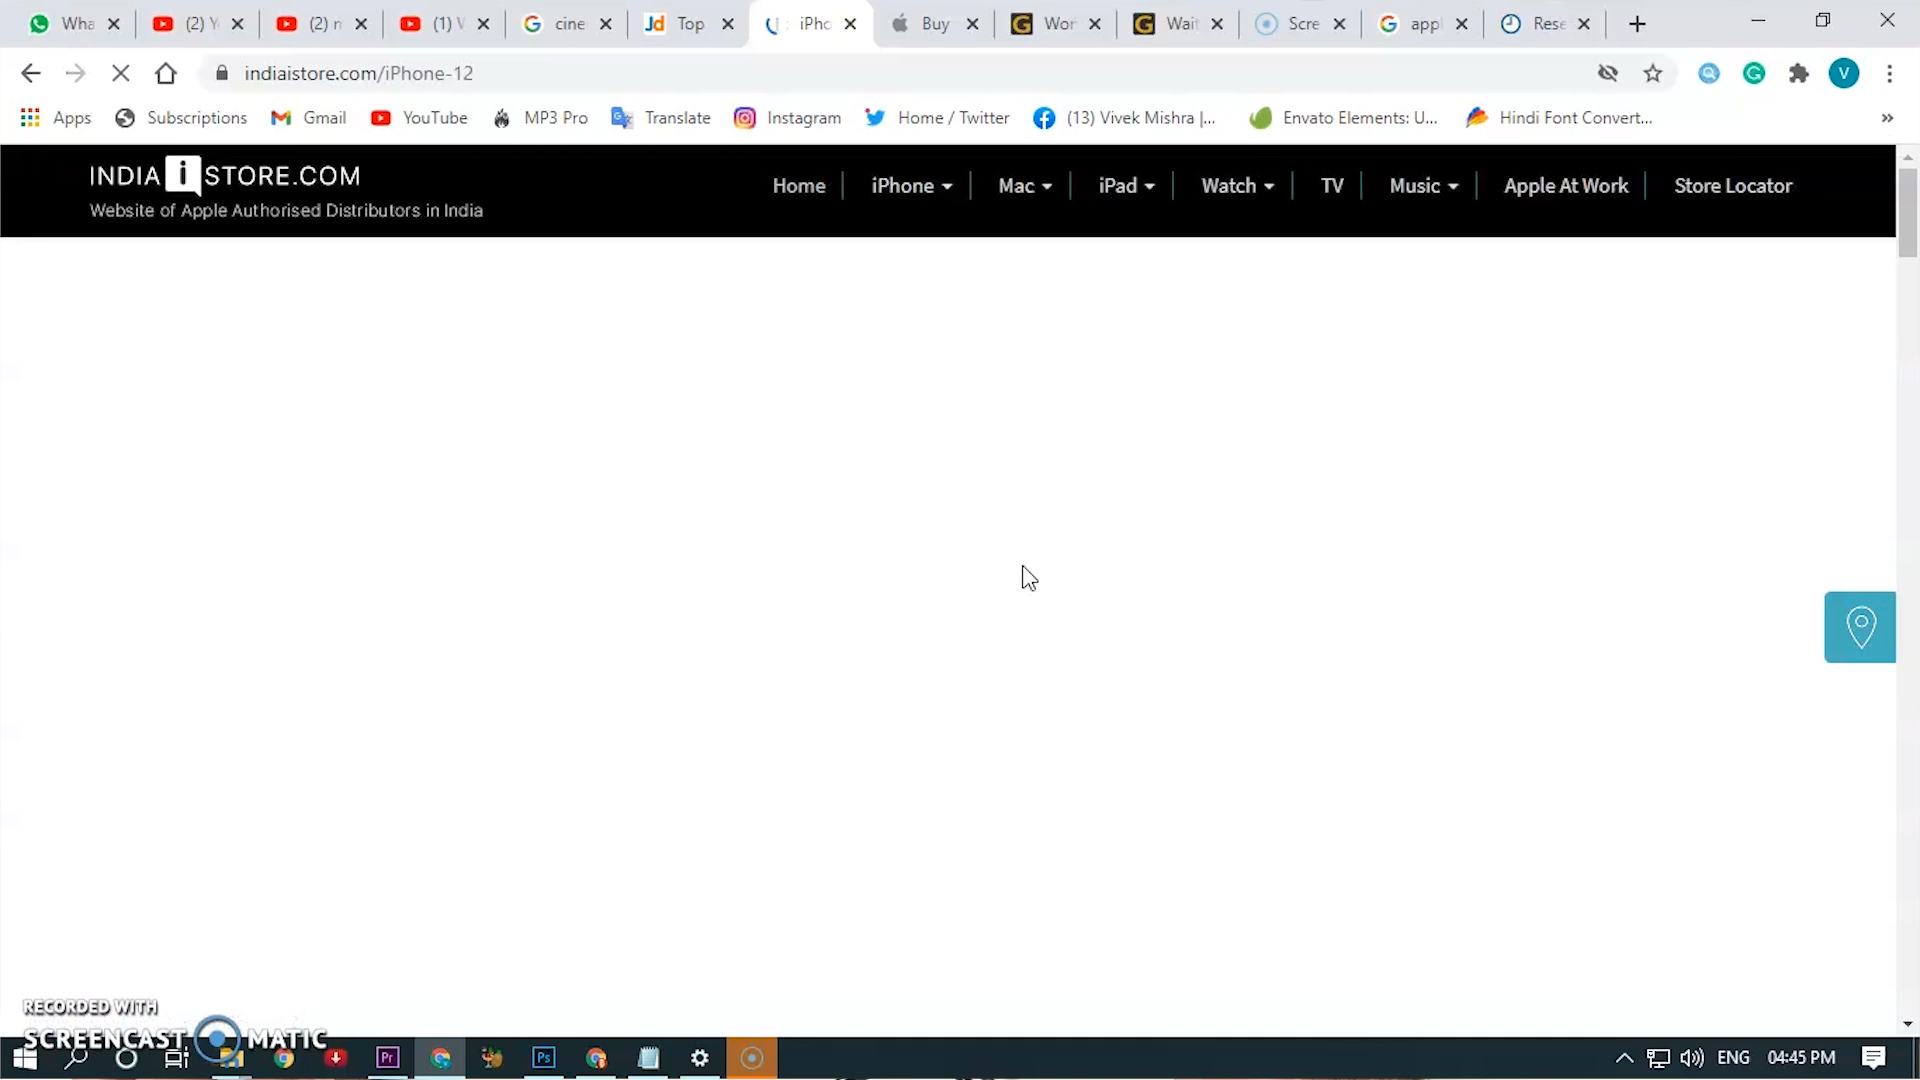 Wha
(2) Y
(2) n
(1) V
cine
Jd Top
iPho
Buy
Wor
Wait
Scre
appl
Rese
indiaistore.com/iPhone-12
V
Apps
Subscriptions
Gmail
YouTube
MP3 Pro
Translate
Instagram
Home / Twitter
(13) Vivek Mishra |...
Envato Elements: U...
Hindi Font Convert...
»
INDIA i STORE.COM
Website of Apple Authorised Distributors in India
Home
iPhone
Mac
iPad
Watch
TV
Music
Apple At Work
Store Locator
RECORDED WITH
SCREENCAST MATIC
Pr
Ps
ENG
04:45 PM